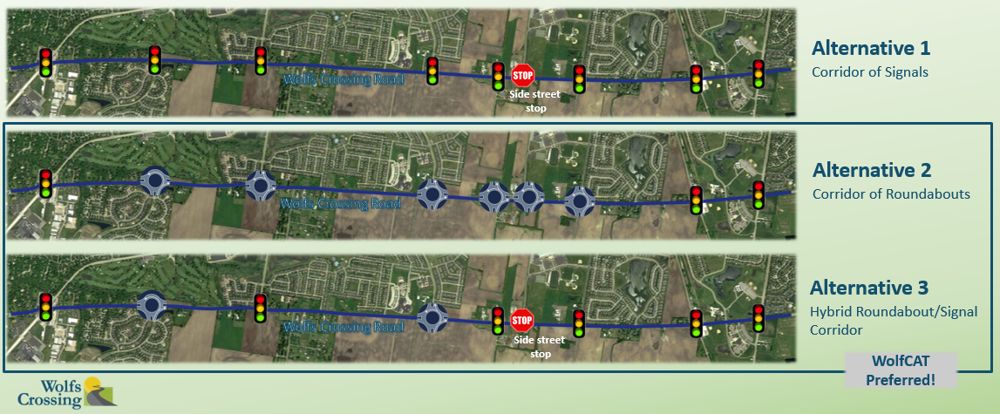 Alternative 1
Corridor of Signals
Wolfs Crossing Road
STOP
Side street
stop
Alternative 2
Corridor of Roundabouts
Wolfs Crossing Road
Alternative 3
Hybrid Roundabout/Signal
Corridor
Wolfs Crossing Road
STOP
Side street
stop
WolfCAT
Preferred!
Wolfs
Crossing